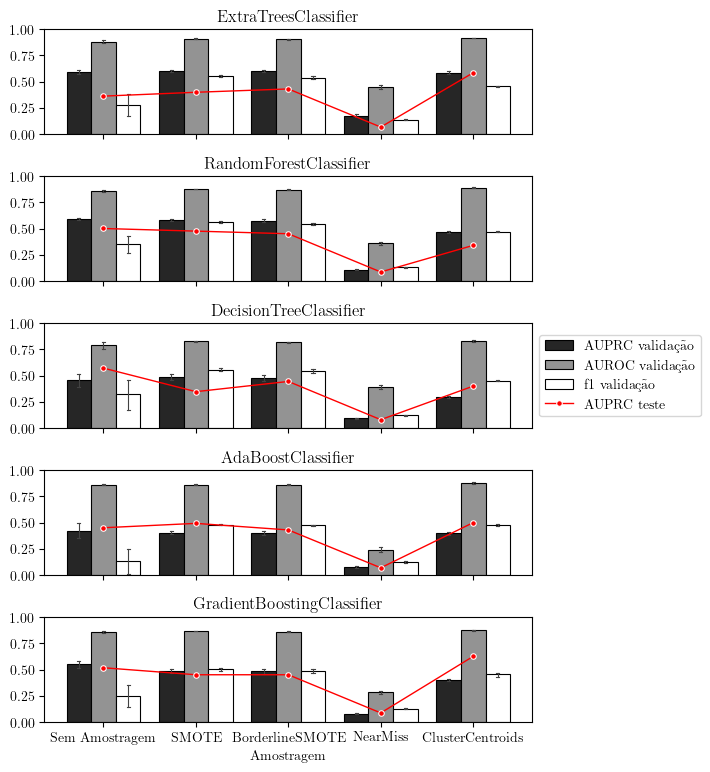 ExtraTreesClassifier
1.00
0.75
0.50
0.25
0.00
RandomForestClassifier
1.00
0.75
0.50
0.25
0.00
DecisionTreeClassifier
1.00
0.75
0.50
0.25
0.00
AUPRC validação
AUROC validação
f1 validação
AUPRC teste
AdaBoostClassifier
1.00
0.75
0.50
0.25
0.00
GradientBoostingClassifier
1.00
0.75
0.50
0.25
0.00
Sem Amostragem SMOTE BorderlineSMOTE NearMiss ClusterCentroids
Amostragem